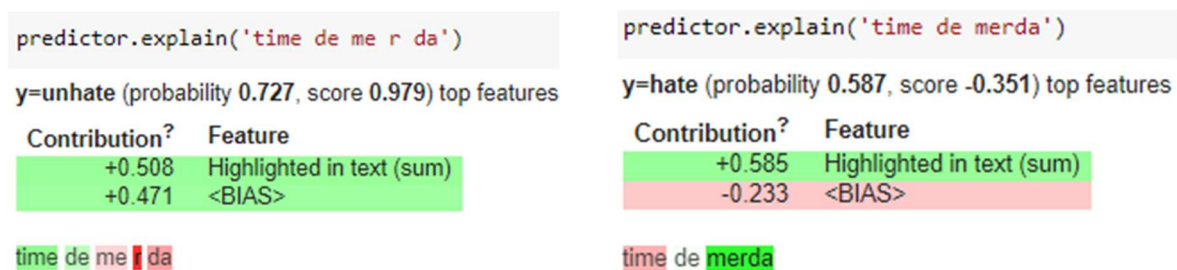 predictor.explain('time de me r da')
y=unhate (probability 0.727, score 0.979) top features
Contribution? Feature
+0.508 Highlighted in text (sum)
+0.471 <BIAS>
time de me r da
predictor.explain('time de merda')
y=hate (probability 0.587, score -0.351) top features
Contribution? Feature
+0.585 Highlighted in text (sum)
-0.233 <BIAS>
time de merda